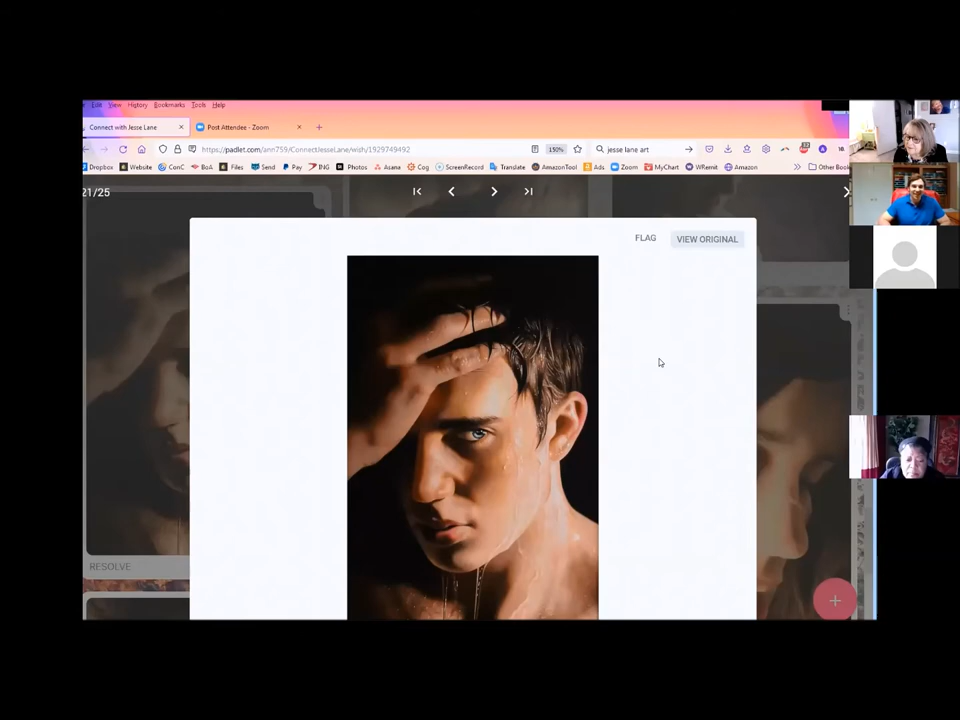 Edit View History Bookmarks Tools Help
Connect with Jesse Lane × Post Attendee - Zoom × +
https://padlet.com/ann759/ConnectJesseLane/wish/1929749492 150% jesse lane art
Dropbox Website ConC BoA Files Send Pay ING Photos Asana Cog ScreenRecord Translate AmazonTool Ads Zoom MyChart WRemit Amazon Other Boo
21/25
FLAG VIEW ORIGINAL
RESOLVE